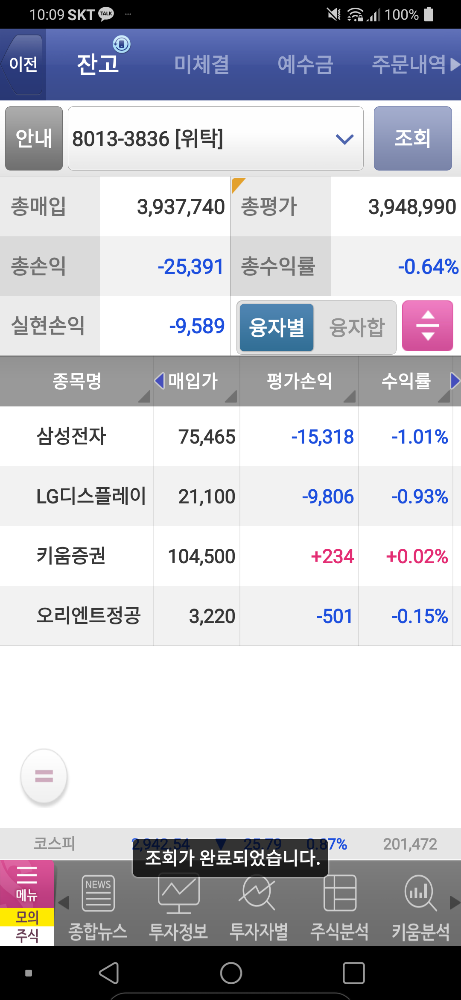 10:09 SKT TALK ... 100%
이전 잔고 미체결 예수금 주문내역
안내 8013-3836 [위탁] 조회
총매입 3,937,740 총평가 3,948,990
총손익 -25,391 총수익률 -0.64%
실현손익 -9,589 융자별 융자합
종목명 매입가 평가손익 수익률
삼성전자 75,465 -15,318 -1.01%
LG디스플레이 21,100 -9,806 -0.93%
키움증권 104,500 +234 +0.02%
오리엔트정공 3,220 -501 -0.15%
코스피 2,942.54 ▼ 25.79 0.87% 201,472
조회가 완료되었습니다.
메뉴
모의
주식
NEWS
종합뉴스 투자정보 투자자별 주식분석 키움분석